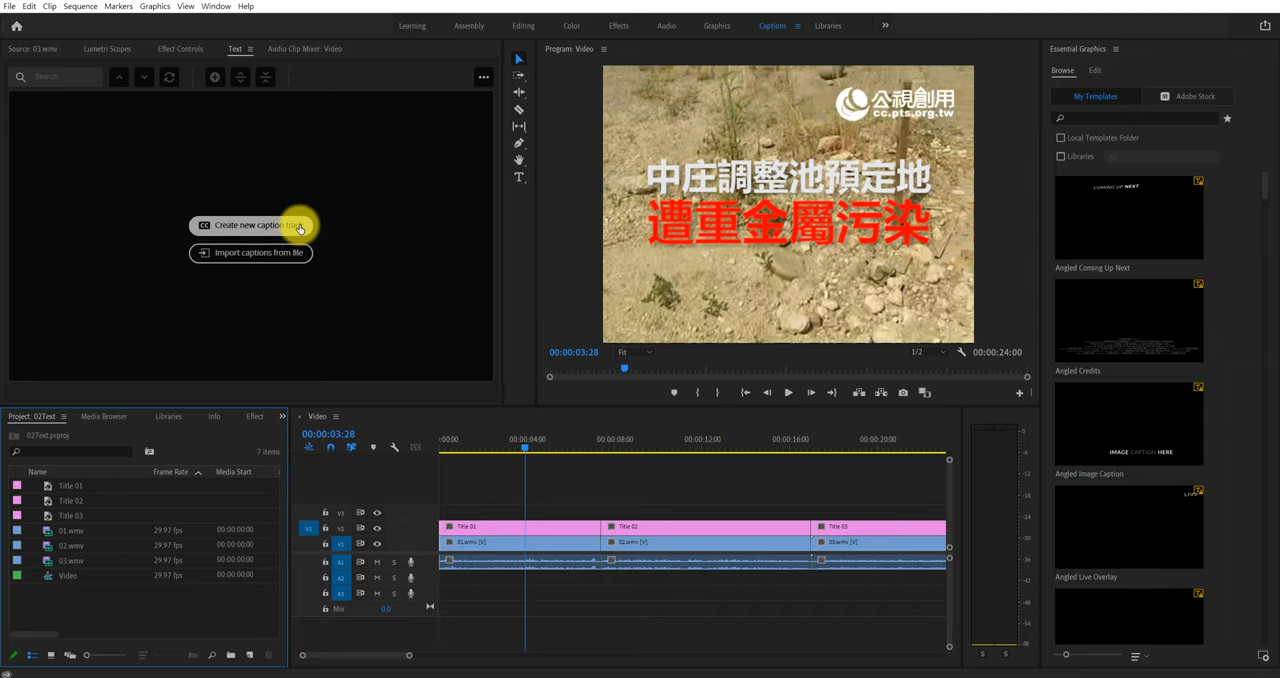 File Edit Clip Sequence Markers Graphics View Window Help
Learning Assembly Editing Color Effects Audio Graphics Captions Libraries
Source: 03.wmv Lumetri Scopes Effect Controls Text Audio Clip Mixer: Video
Program: Video
Essential Graphics
Browse Edit
Search
My Templates Adobe Stock
Local Templates Folder
Libraries All
公視創用
cc.pts.org.tw
中庄調整池預定地
遭重金屬污染
COMING UP NEXT
Angled Coming Up Next
CC Create new caption track
Import captions from file
Angled Credits
00:00:03:28 Fit 1/2 00:00:24:00
IMAGE CAPTION HERE
Angled Image Caption
LIVE
Angled Live Overlay
Project: 02Text Media Browser Libraries Info Effect
02Text.prproj
7 items
Name Frame Rate Media Start
Title 01
Title 02
Title 03
01.wmv 29.97 fps 00:00:00:00
02.wmv 29.97 fps 00:00:00:00
03.wmv 29.97 fps 00:00:00:00
Video 29.97 fps 00:00:00:00
Video
00:00:03:28
:00:00 00:00:04:00 00:00:08:00 00:00:12:00 00:00:16:00 00:00:20:00
V3
V1 V2 Title 01 Title 02 Title 03
V1 01.wmv [V] 02.wmv [V] 03.wmv [V]
A1 M S
A2 M S
A3 M S
Mix 0.0
S S